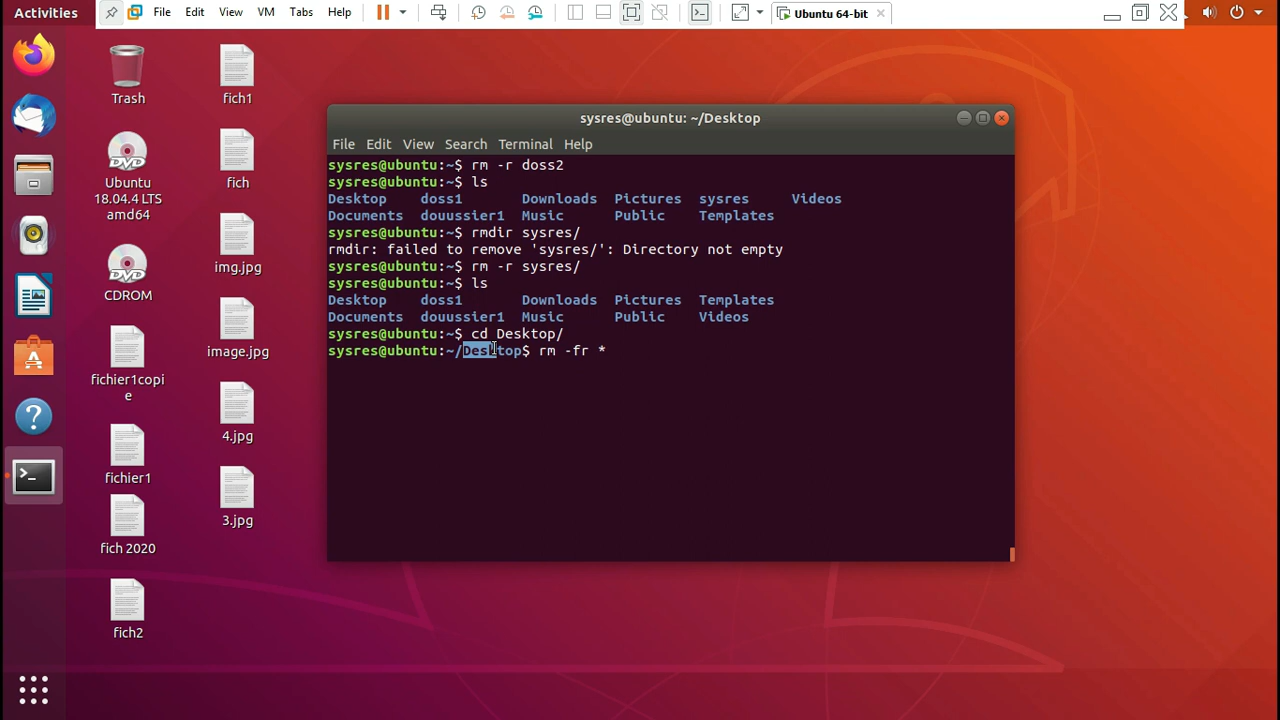 Activities
File Edit View VM Tabs Help
Ubuntu 64-bit
Trash
Ubuntu
18.04.4 LTS
amd64
CDROM
fichier1copi
e
fichier1
fich 2020
fich2
fich1
fich
img.jpg
image.jpg
4.jpg
3.jpg
sysres@ubuntu: ~/Desktop
File Edit View Search Terminal Help
sysres@ubuntu:~$ rm -r doss2
sysres@ubuntu:~$ ls
Desktop doss1 Downloads Pictures sysres Videos
Documents douussier1 Music Public Templates
sysres@ubuntu:~$ rmdir sysres/
rmdir: failed to remove 'sysres/': Directory not empty
sysres@ubuntu:~$ rm -r sysres/
sysres@ubuntu:~$ ls
Desktop doss1 Downloads Pictures Templates
Documents douussier1 Music Public Videos
sysres@ubuntu:~$ cd Desktop/
sysres@ubuntu:~/Desktop$ rm -fr *